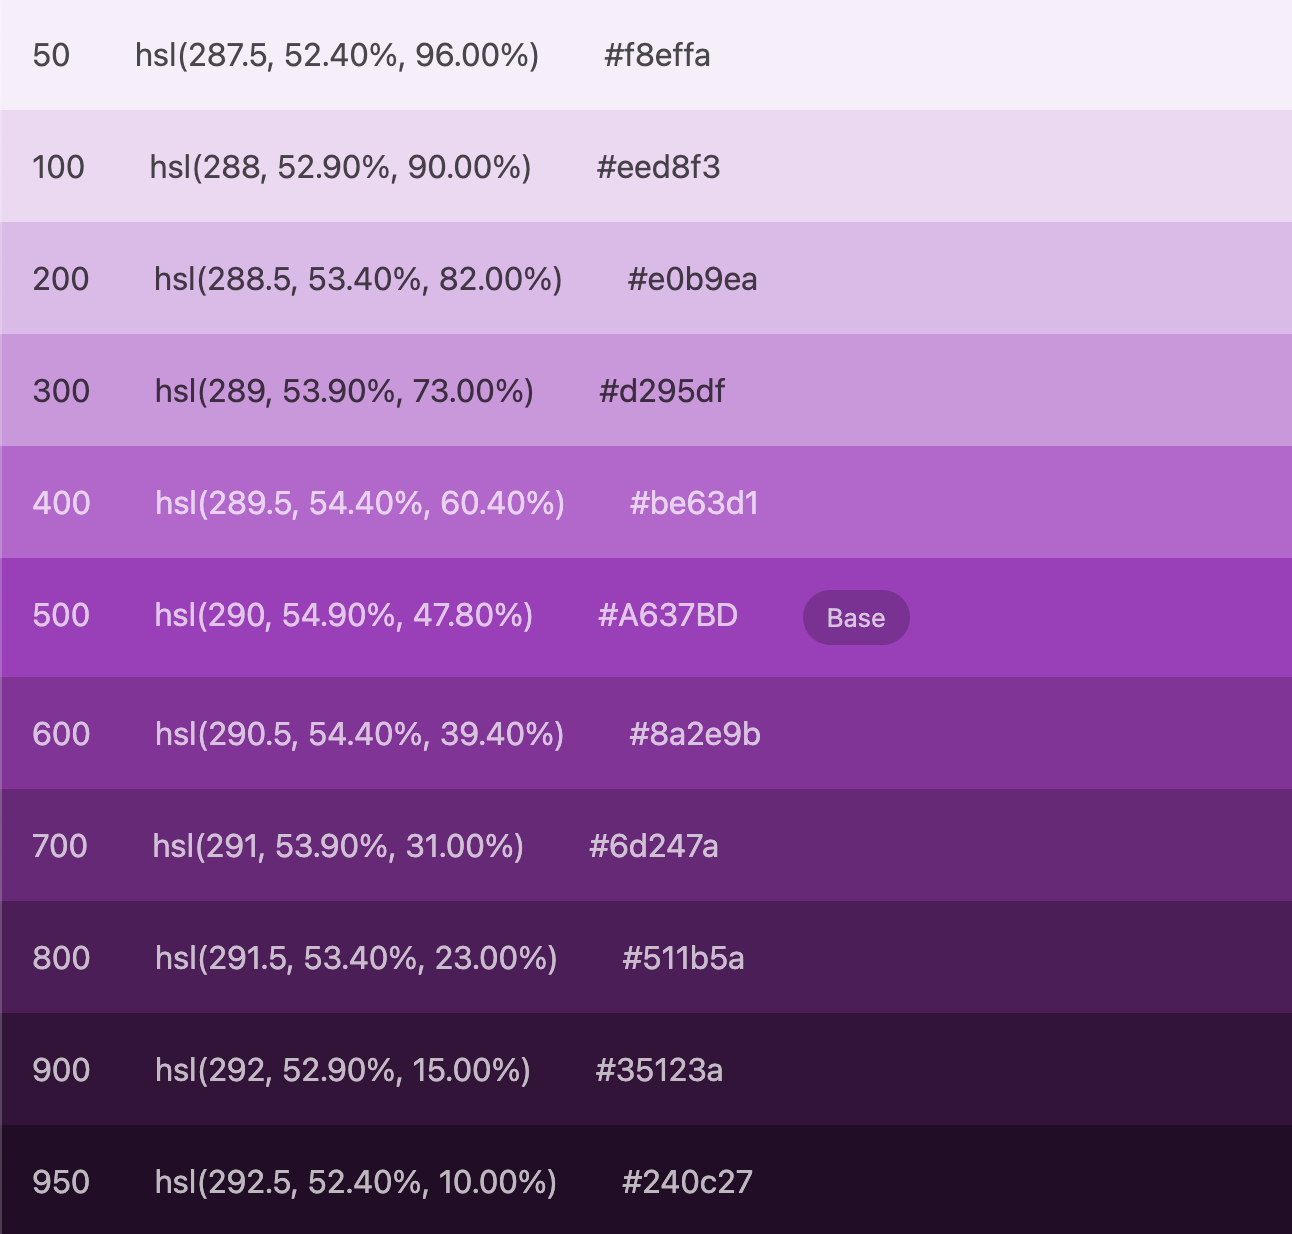 50 hsl(287.5, 52.40%, 96.00%) #f8effa
100 hsl(288, 52.90%, 90.00%) #eed8f3
200 hsl(288.5, 53.40%, 82.00%) #e0b9ea
300 hsl(289, 53.90%, 73.00%) #d295df
400 hsl(289.5, 54.40%, 60.40%) #be63d1
500 hsl(290, 54.90%, 47.80%) #A637BD Base
600 hsl(290.5, 54.40%, 39.40%) #8a2e9b
700 hsl(291, 53.90%, 31.00%) #6d247a
800 hsl(291.5, 53.40%, 23.00%) #511b5a
900 hsl(292, 52.90%, 15.00%) #35123a
950 hsl(292.5, 52.40%, 10.00%) #240c27